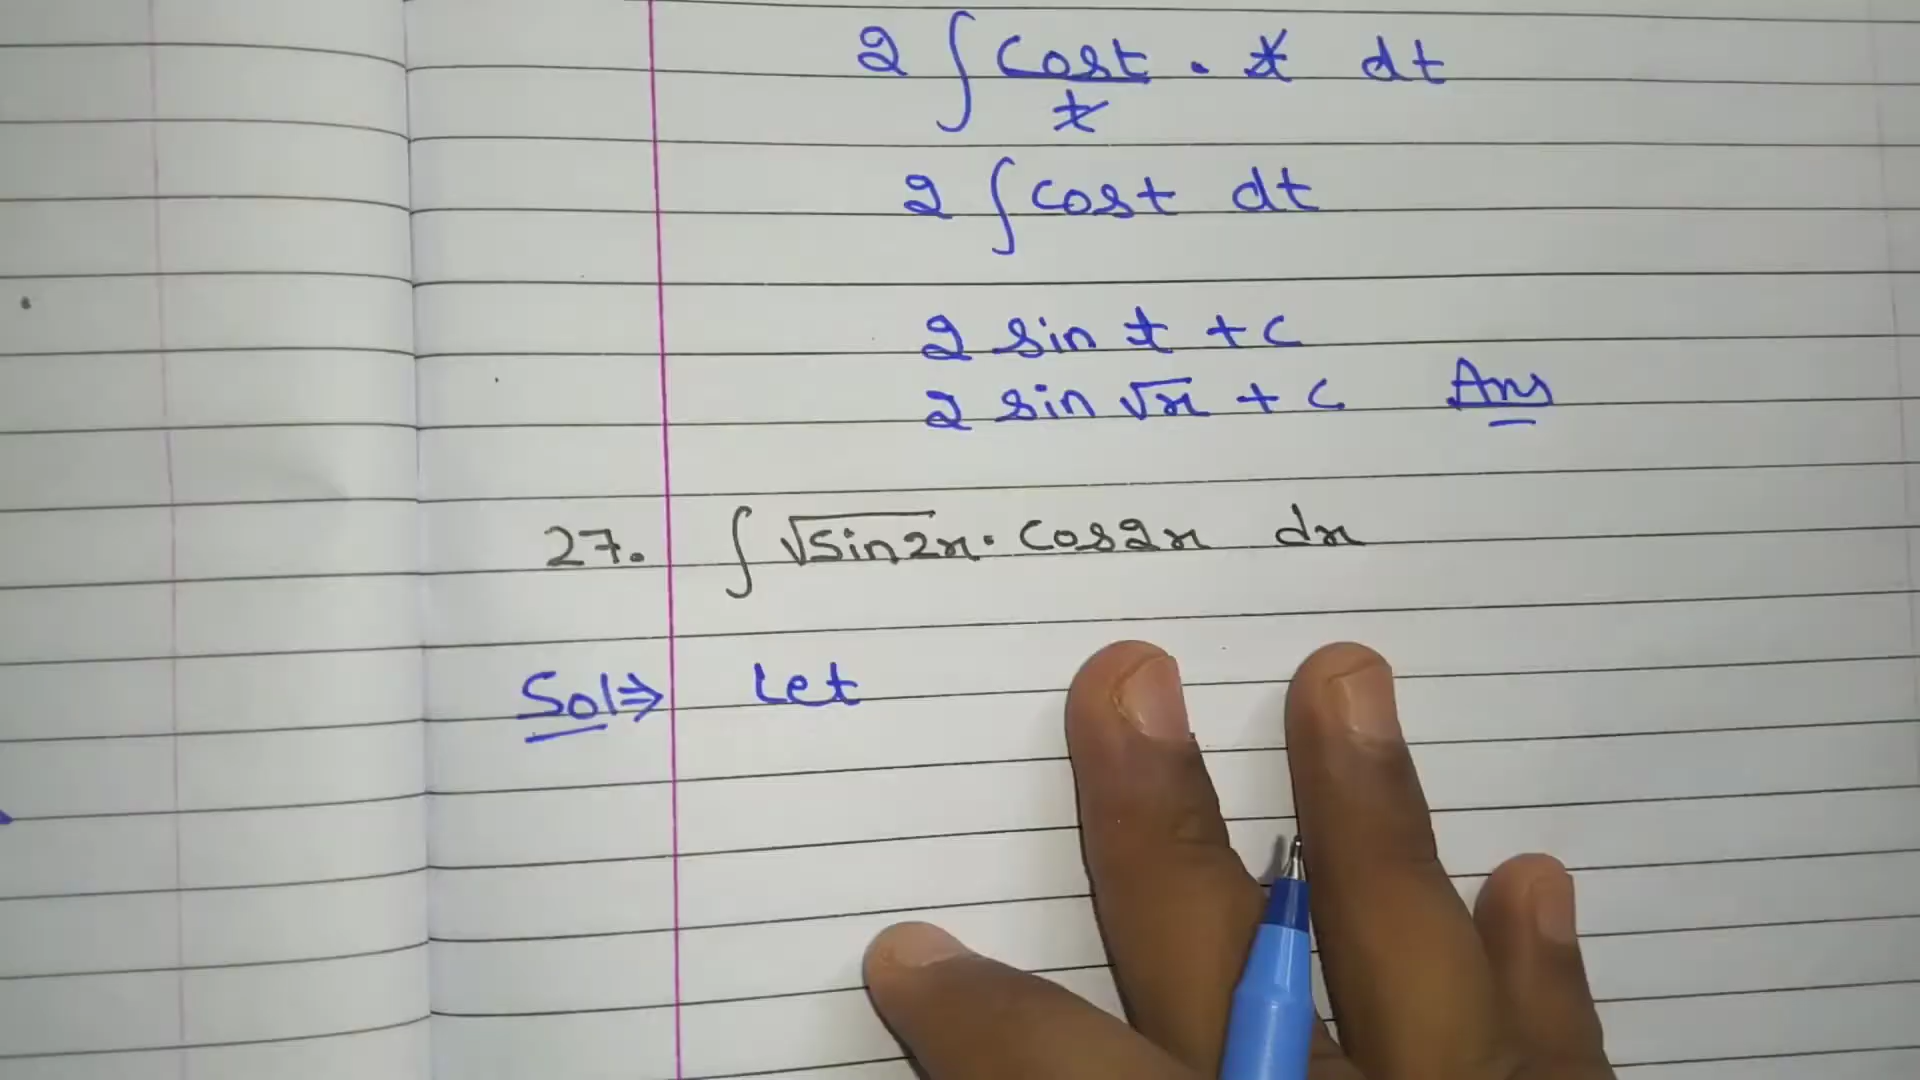 2 ∫ cost/t . t dt
2 ∫ cost dt
2 sin t + c
2 sin √x + c Ans
27. ∫ √sin2x . cos2x dx
Sol⇒ Let